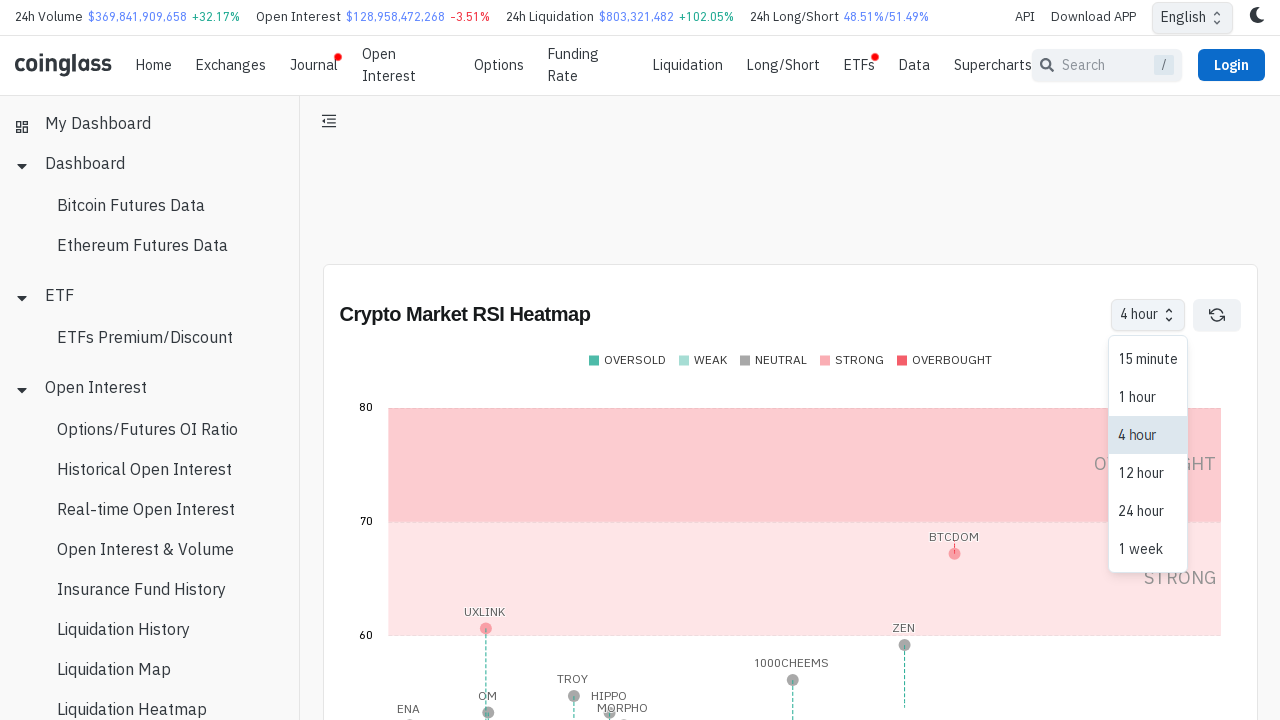 24h Volume $369,841,909,658 +32.17% Open Interest $128,958,472,268 -3.51% 24h Liquidation $803,321,482 +102.05% 24h Long/Short 48.51%/51.49% API Download APP English
coinglass Home Exchanges Journal Open Interest Options Funding Rate Liquidation Long/Short ETFs Data Supercharts Search / Login
My Dashboard
Dashboard
Bitcoin Futures Data
Ethereum Futures Data
ETF
ETFs Premium/Discount
Open Interest
Options/Futures OI Ratio
Historical Open Interest
Real-time Open Interest
Open Interest & Volume
Insurance Fund History
Liquidation History
Liquidation Map
Liquidation Heatmap
Crypto Market RSI Heatmap
4 hour
15 minute
1 hour
4 hour
12 hour
24 hour
1 week
OVERSOLD WEAK NEUTRAL STRONG OVERBOUGHT
80
70
BTCDOM
STRONG
UXLINK
ZEN
60
1000CHEEMS
TROY
OM
HIPPO
MORPHO
ENA